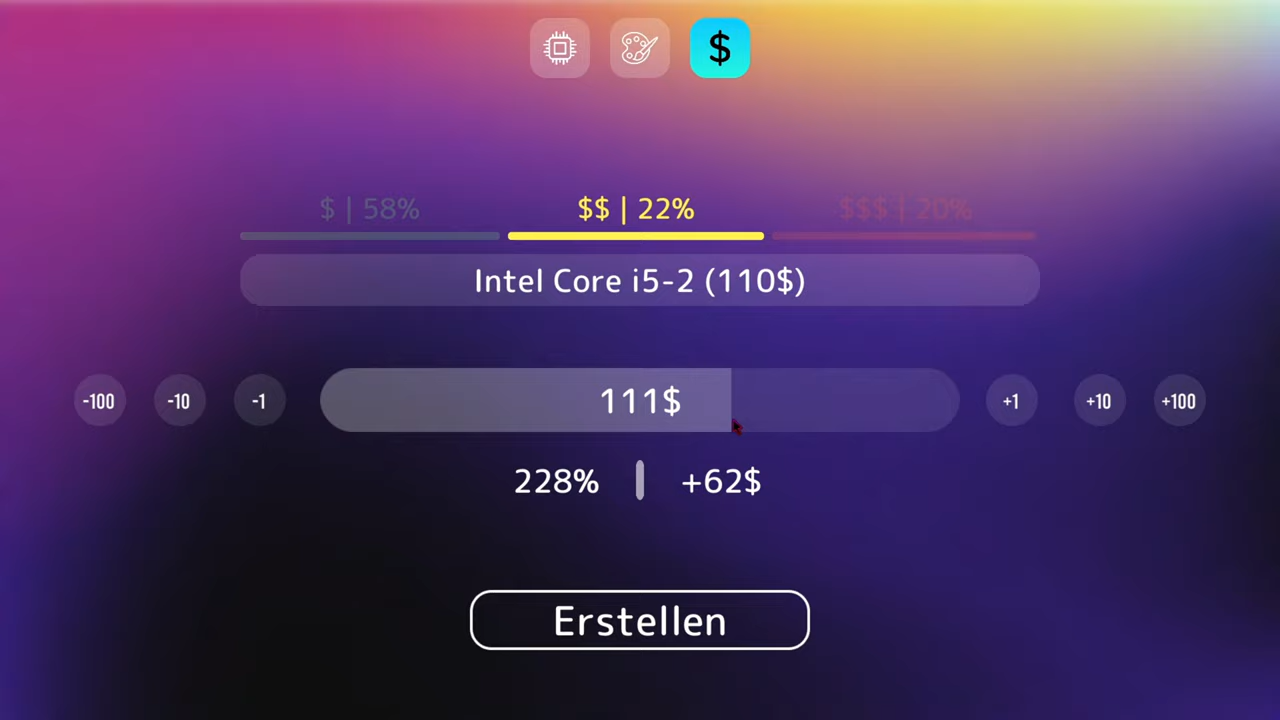 $
$ | 58%
$$ | 22%
$$$ | 20%
Intel Core i5-2 (110$)
-100
-10
-1
111$
+1
+10
+100
228%
+62$
Erstellen